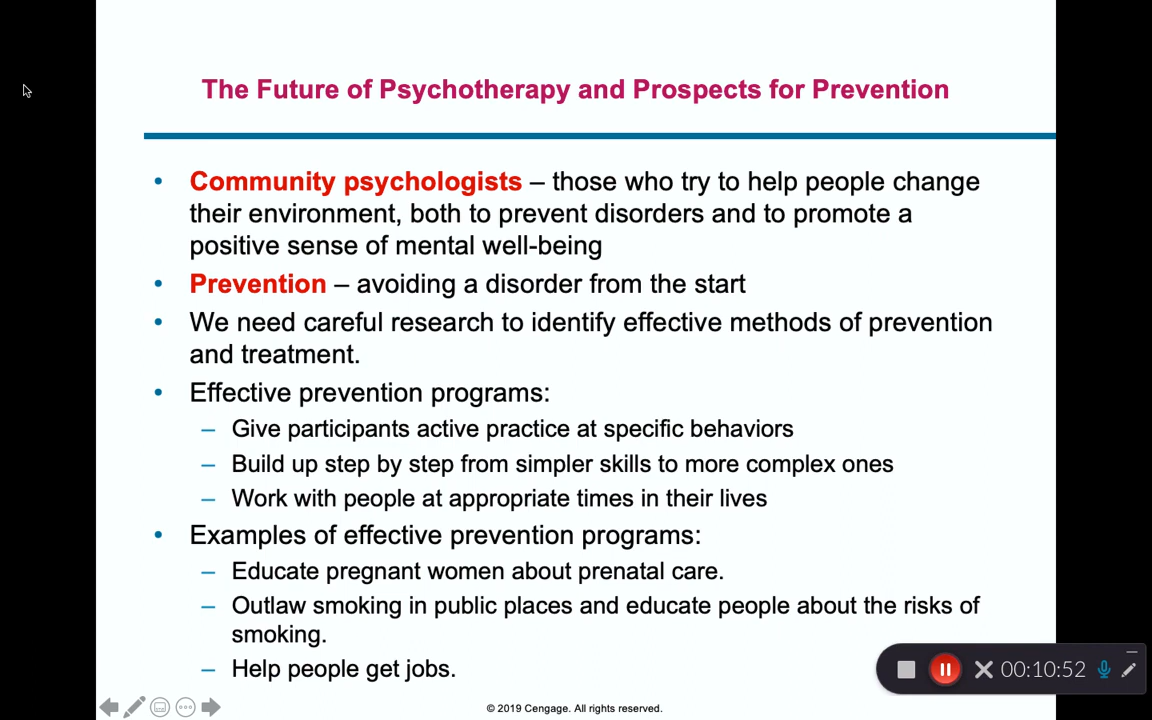 The Future of Psychotherapy and Prospects for Prevention
• Community psychologists – those who try to help people change
their environment, both to prevent disorders and to promote a
positive sense of mental well-being
• Prevention – avoiding a disorder from the start
• We need careful research to identify effective methods of prevention
and treatment.
• Effective prevention programs:
– Give participants active practice at specific behaviors
– Build up step by step from simpler skills to more complex ones
– Work with people at appropriate times in their lives
• Examples of effective prevention programs:
– Educate pregnant women about prenatal care.
– Outlaw smoking in public places and educate people about the risks of
smoking.
– Help people get jobs.
00:10:52
© 2019 Cengage. All rights reserved.